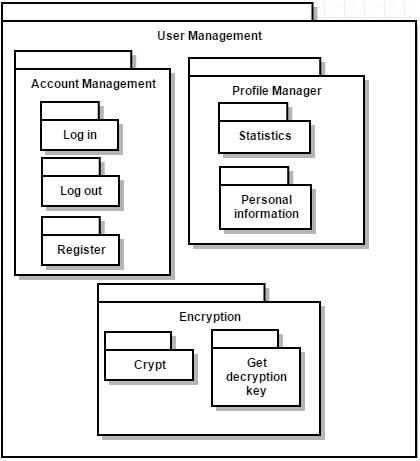 User Management
Account Management
Log in
Log out
Register
Profile Manager
Statistics
Personal
information
Encryption
Crypt
Get
decryption
key